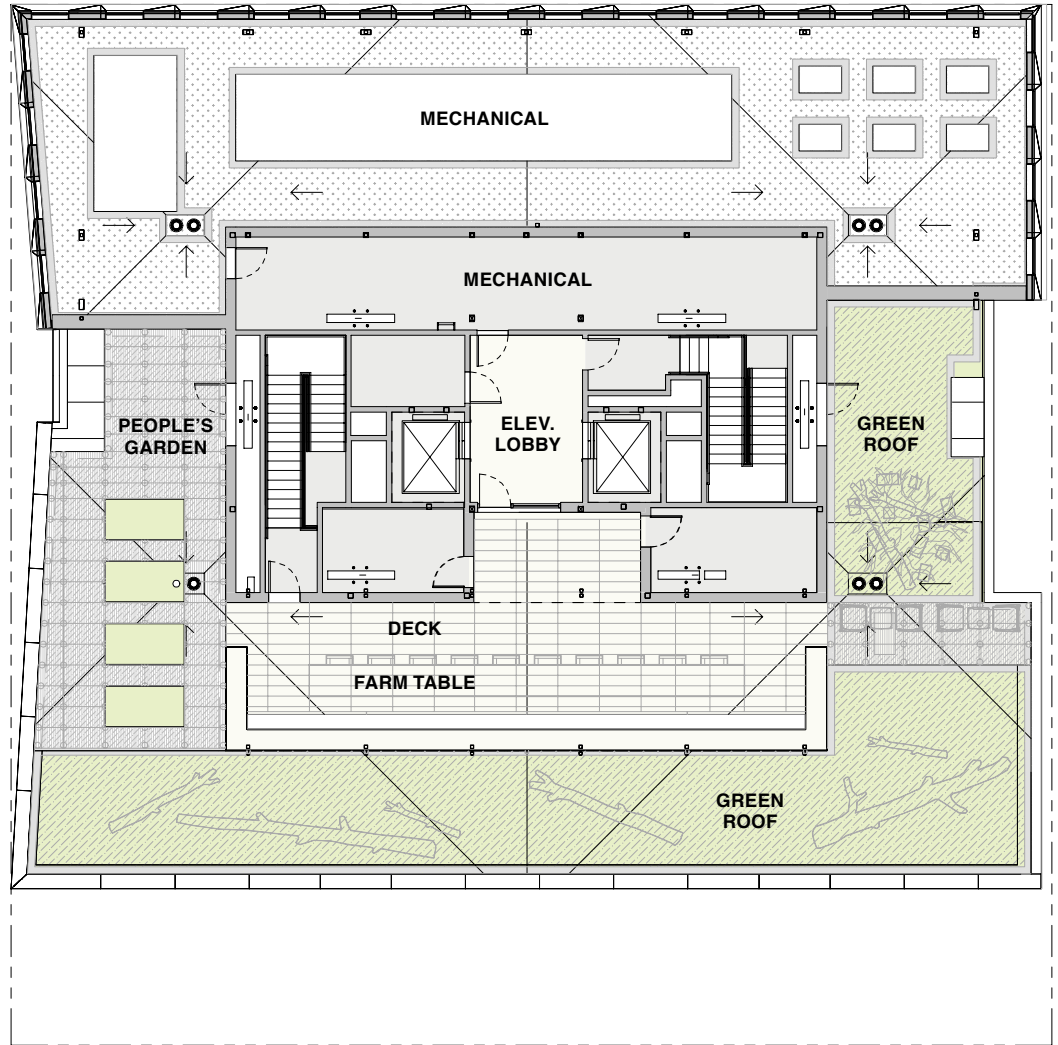 MECHANICAL
MECHANICAL
ELEV.
LOBBY
PEOPLE'S
GARDEN
GREEN
ROOF
DECK
FARM TABLE
GREEN
ROOF